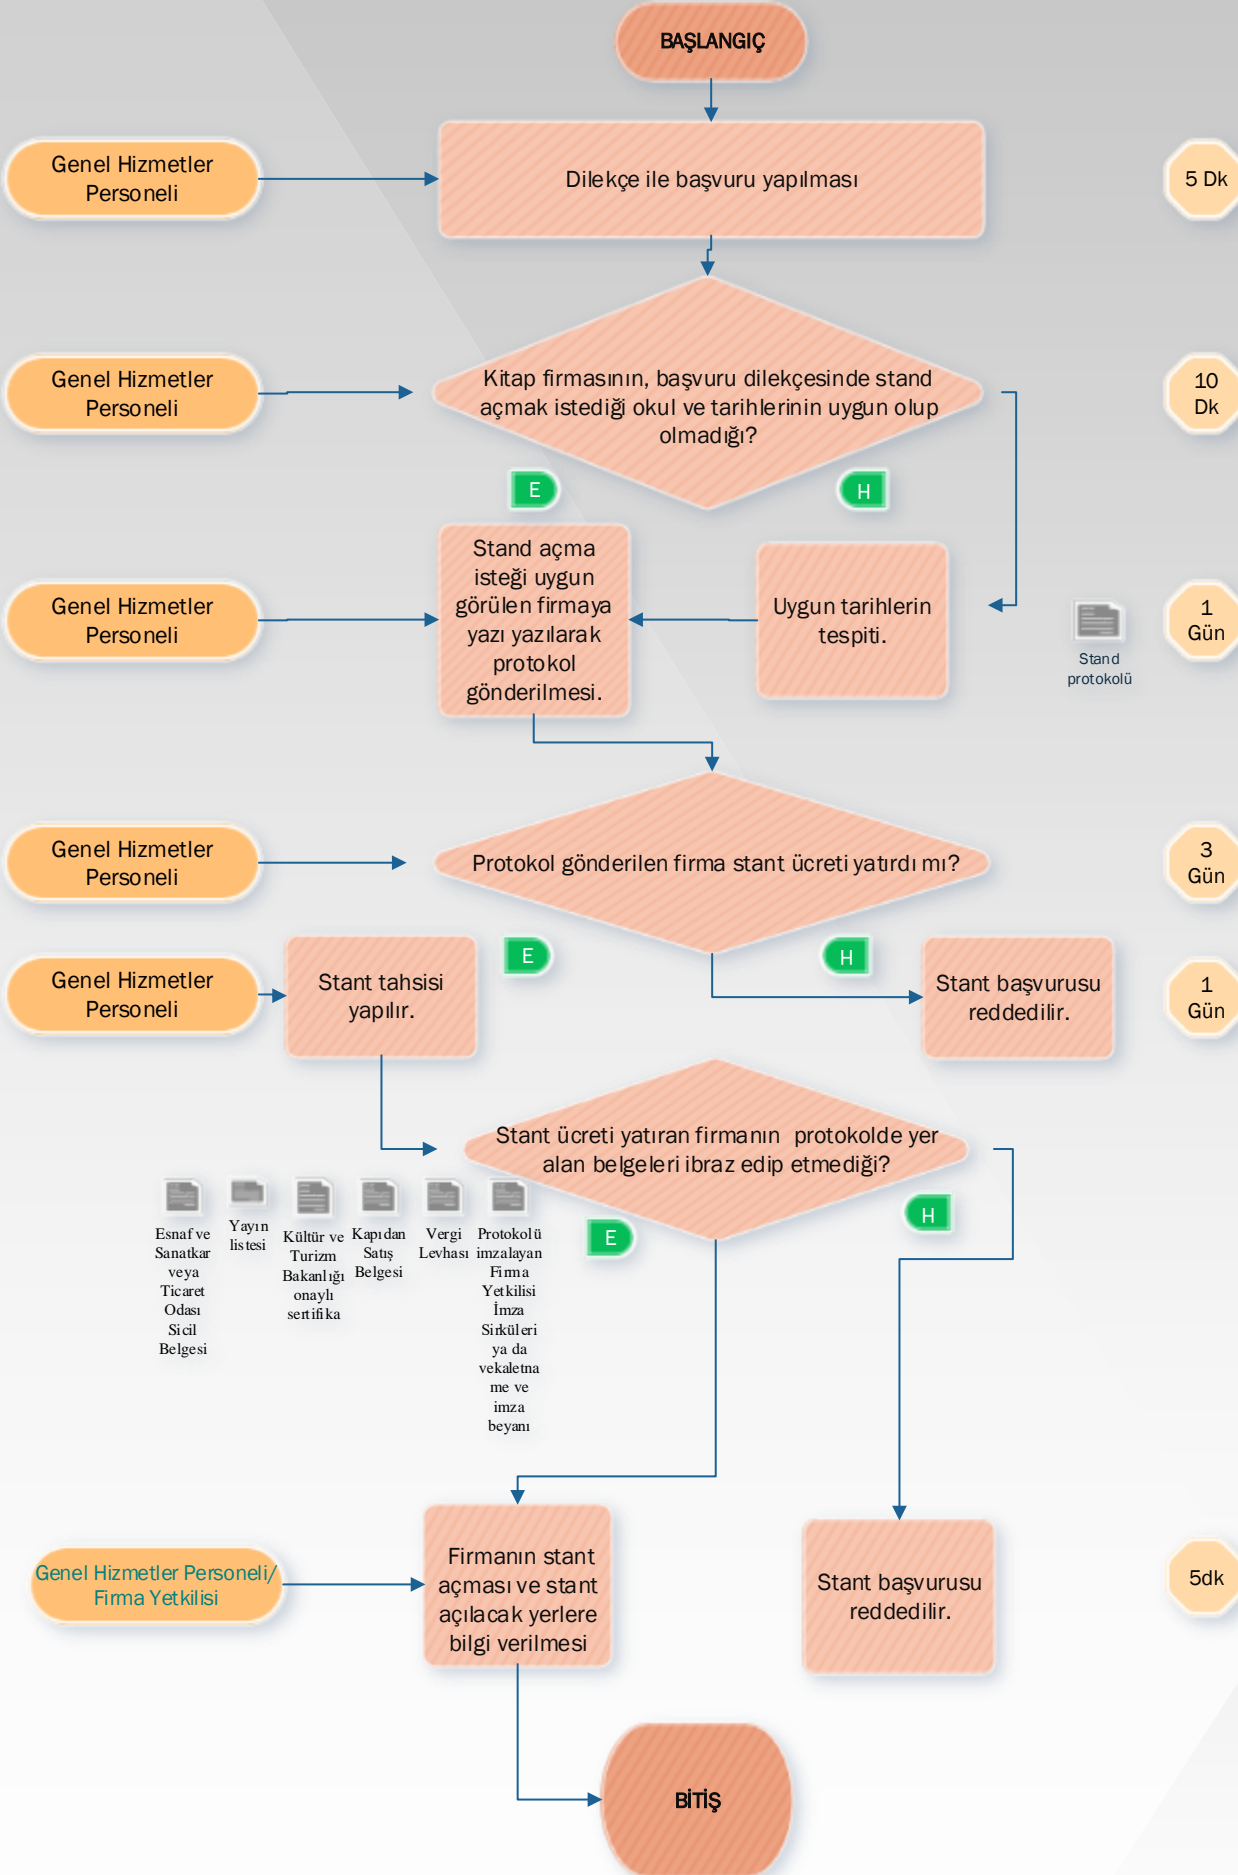 BAŞLANGIÇ
Genel Hizmetler
Personeli
Dilekçe ile başvuru yapılması
5 Dk
Genel Hizmetler
Personeli
Kitap firmasının, başvuru dilekçesinde stand
açmak istediği okul ve tarihlerinin uygun olup
olmadığı?
10
Dk
E
H
Genel Hizmetler
Personeli
Stand açma
isteği uygun
görülen firmaya
yazı yazılarak
protokol
gönderilmesi.
Uygun tarihlerin
tespiti.
Stand
protokolü
1
Gün
Genel Hizmetler
Personeli
Protokol gönderilen firma stant ücreti yatırdı mı?
3
Gün
E
H
Genel Hizmetler
Personeli
Stant tahsisi
yapılır.
Stant başvurusu
reddedilir.
1
Gün
Stant ücreti yatıran firmanın protokolde yer
alan belgeleri ibraz edip etmediği?
E
H
Esnaf ve
Sanatkar
veya
Ticaret
Odası
Sicil
Belgesi
Yayın
listesi
Kültür ve
Turizm
Bakanlığı
onaylı
sertifika
Kapıdan
Satış
Belgesi
Vergi
Levhası
Protokolü
imzalayan
Firma
Yetkilisi
İmza
Sirküleri
ya da
vekaletna
me ve
imza
beyanı
Genel Hizmetler Personeli/
Firma Yetkilisi
Firmanın stant
açması ve stant
açılacak yerlere
bilgi verilmesi
Stant başvurusu
reddedilir.
5dk
BİTİŞ